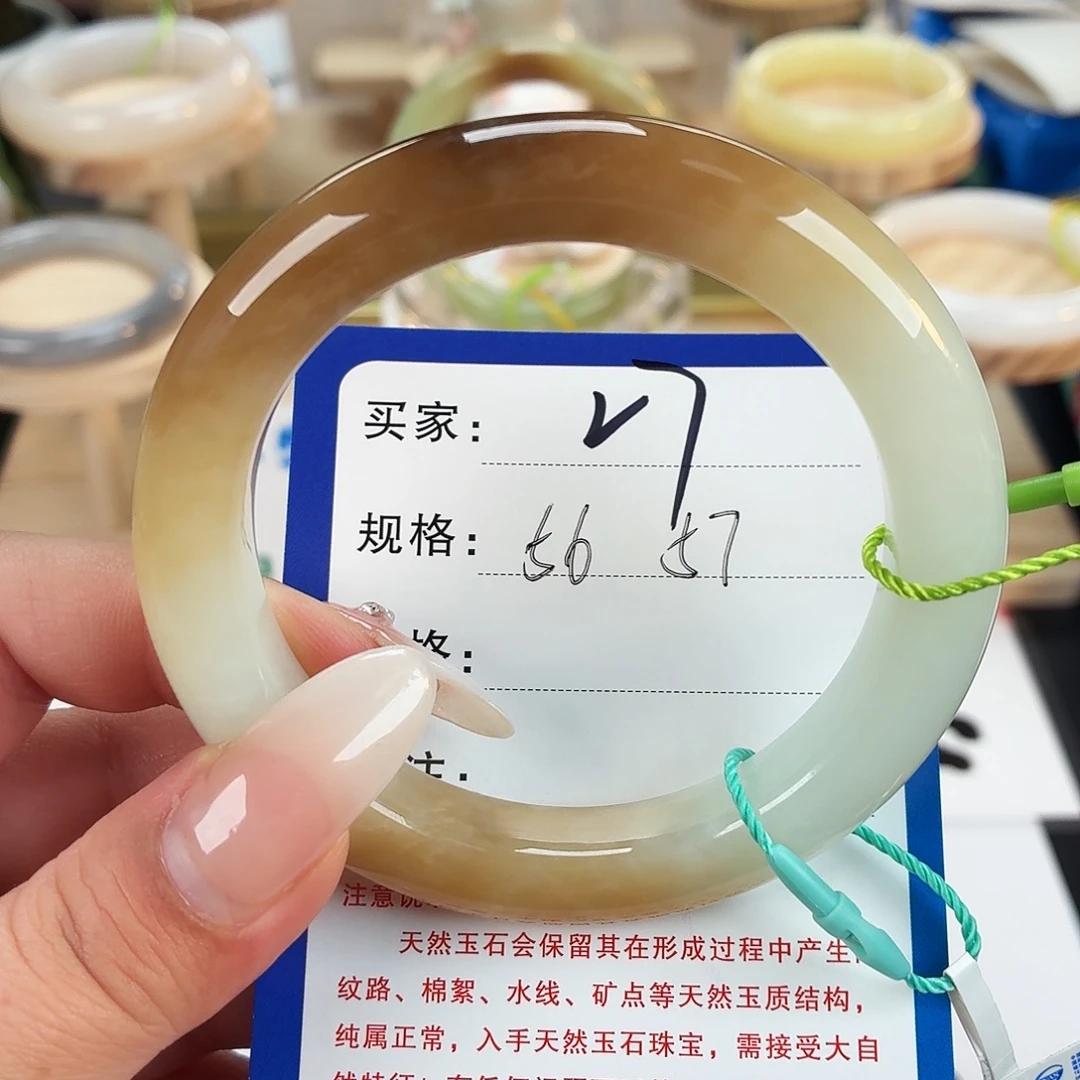 买家：
规格：56 57
格：
注：
注意
天然玉石会保留其在形成过程中产生
纹路、棉絮、水线、矿点等天然玉质结构，
纯属正常，入手天然玉石珠宝，需接受大自